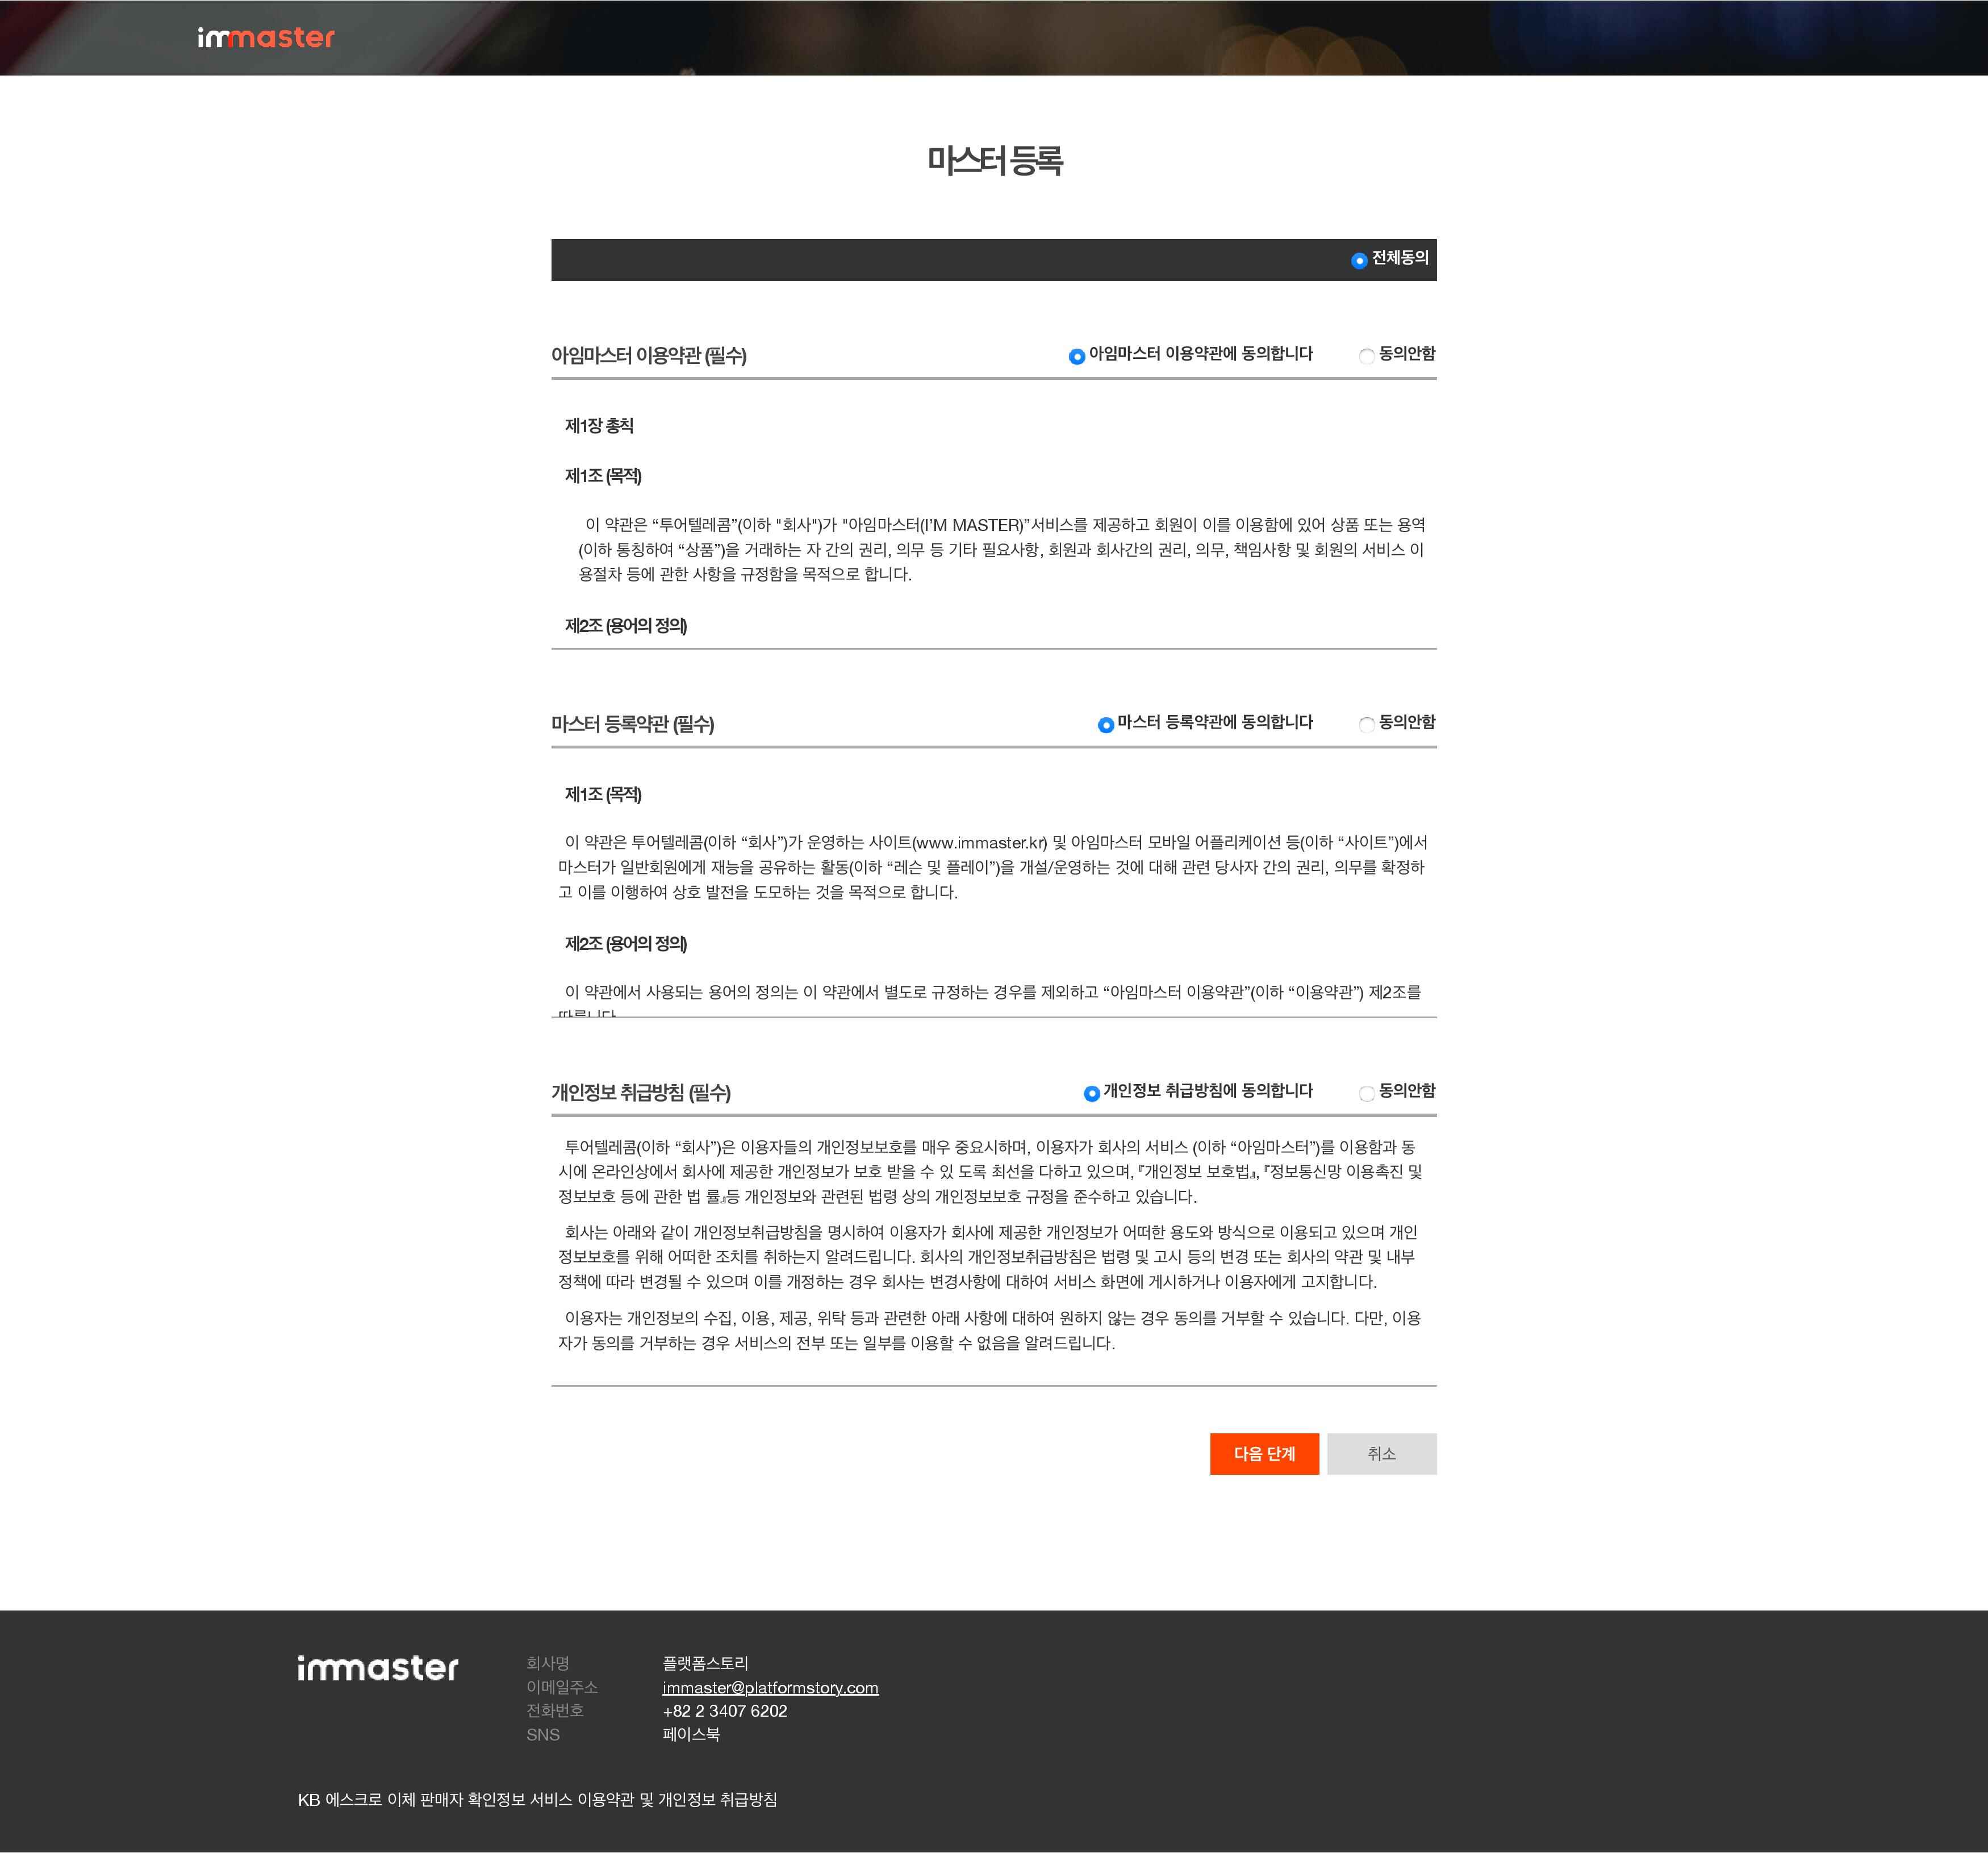 immaster
마스터 등록
전체동의
아임마스터 이용약관 (필수)
아임마스터 이용약관에 동의합니다
동의안함
제1장 총칙
제1조 (목적)
이 약관은 “투어텔레콤”(이하 "회사")가 "아임마스터(I’M MASTER)”서비스를 제공하고 회원이 이를 이용함에 있어 상품 또는 용역
(이하 통칭하여 “상품”)을 거래하는 자 간의 권리, 의무 등 기타 필요사항, 회원과 회사간의 권리, 의무, 책임사항 및 회원의 서비스 이
용절차 등에 관한 사항을 규정함을 목적으로 합니다.
제2조 (용어의 정의)
마스터 등록약관 (필수)
마스터 등록약관에 동의합니다
동의안함
제1조 (목적)
이 약관은 투어텔레콤(이하 “회사”)가 운영하는 사이트(www.immaster.kr) 및 아임마스터 모바일 어플리케이션 등(이하 “사이트”)에서
마스터가 일반회원에게 재능을 공유하는 활동(이하 “레슨 및 플레이”)을 개설/운영하는 것에 대해 관련 당사자 간의 권리, 의무를 확정하
고 이를 이행하여 상호 발전을 도모하는 것을 목적으로 합니다.
제2조 (용어의 정의)
이 약관에서 사용되는 용어의 정의는 이 약관에서 별도로 규정하는 경우를 제외하고 “아임마스터 이용약관”(이하 “이용약관”) 제2조를
개인정보 취급방침 (필수)
개인정보 취급방침에 동의합니다
동의안함
투어텔레콤(이하 “회사”)은 이용자들의 개인정보보호를 매우 중요시하며, 이용자가 회사의 서비스 (이하 “아임마스터”)를 이용함과 동
시에 온라인상에서 회사에 제공한 개인정보가 보호 받을 수 있 도록 최선을 다하고 있으며, 『개인정보 보호법』, 『정보통신망 이용촉진 및
정보보호 등에 관한 법 률』등 개인정보와 관련된 법령 상의 개인정보보호 규정을 준수하고 있습니다.
회사는 아래와 같이 개인정보취급방침을 명시하여 이용자가 회사에 제공한 개인정보가 어떠한 용도와 방식으로 이용되고 있으며 개인
정보보호를 위해 어떠한 조치를 취하는지 알려드립니다. 회사의 개인정보취급방침은 법령 및 고시 등의 변경 또는 회사의 약관 및 내부
정책에 따라 변경될 수 있으며 이를 개정하는 경우 회사는 변경사항에 대하여 서비스 화면에 게시하거나 이용자에게 고지합니다.
이용자는 개인정보의 수집, 이용, 제공, 위탁 등과 관련한 아래 사항에 대하여 원하지 않는 경우 동의를 거부할 수 있습니다. 다만, 이용
자가 동의를 거부하는 경우 서비스의 전부 또는 일부를 이용할 수 없음을 알려드립니다.
다음 단계
취소
immaster
회사명 플랫폼스토리
이메일주소 immaster@platformstory.com
전화번호 +82 2 3407 6202
SNS 페이스북
KB 에스크로 이체 판매자 확인정보 서비스 이용약관 및 개인정보 취급방침